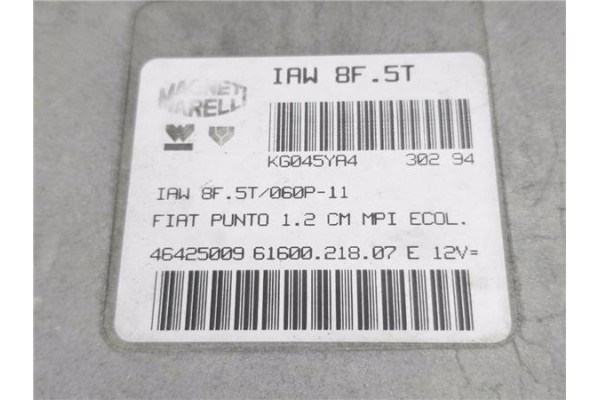 IAW 8F.5T
MAGNETI
MARELLI
KG045YA4 302 94
IAW 8F.5T/060P-11
FIAT PUNTO 1.2 CM MPI ECOL.
46425009 61600.218.07 E 12V=